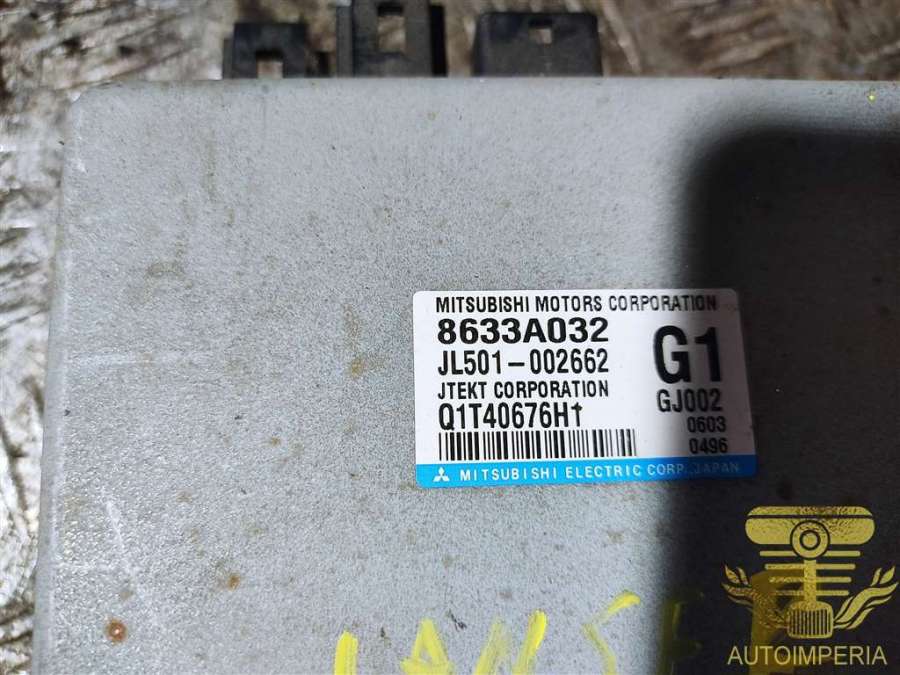 MITSUBISHI MOTORS CORPORATION
8633A032
G1
JL501-002662
JTEKT CORPORATION
GJ002
Q1T40676H†
0603
0496
MITSUBISHI ELECTRIC CORP., JAPAN
AUTOIMPERIA